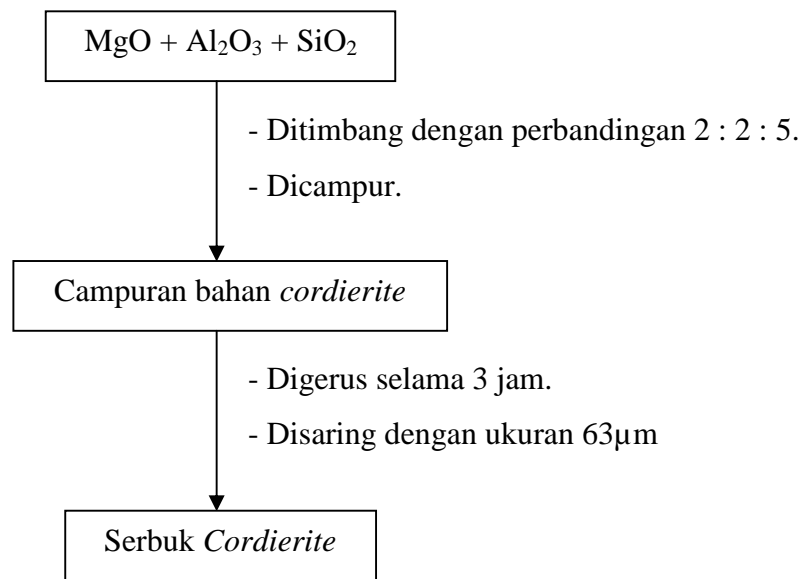 MgO + Al₂O₃ + SiO₂
- Ditimbang dengan perbandingan 2 : 2 : 5.
- Dicampur.
Campuran bahan cordierite
- Digerus selama 3 jam.
- Disaring dengan ukuran 63µm
Serbuk Cordierite